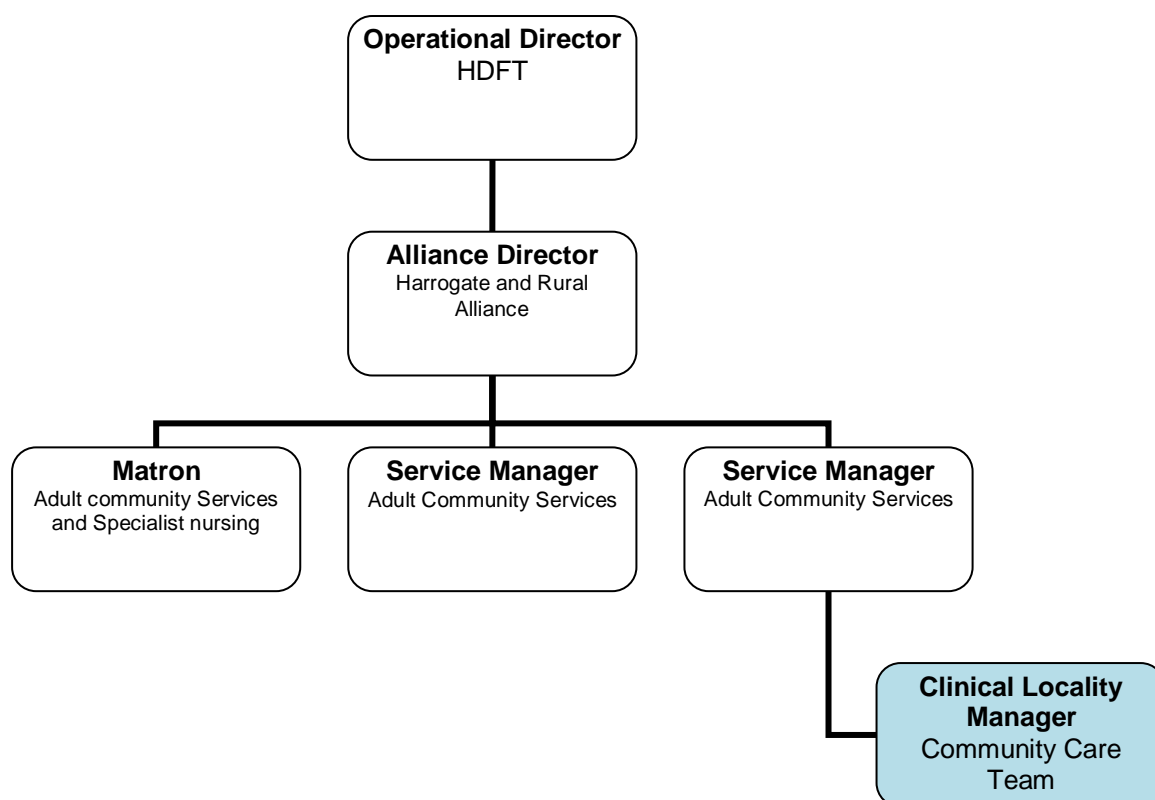 Operational Director
HDFT
Alliance Director
Harrogate and Rural
Alliance
Matron
Adult community Services
and Specialist nursing
Service Manager
Adult Community Services
Service Manager
Adult Community Services
Clinical Locality
Manager
Community Care
Team